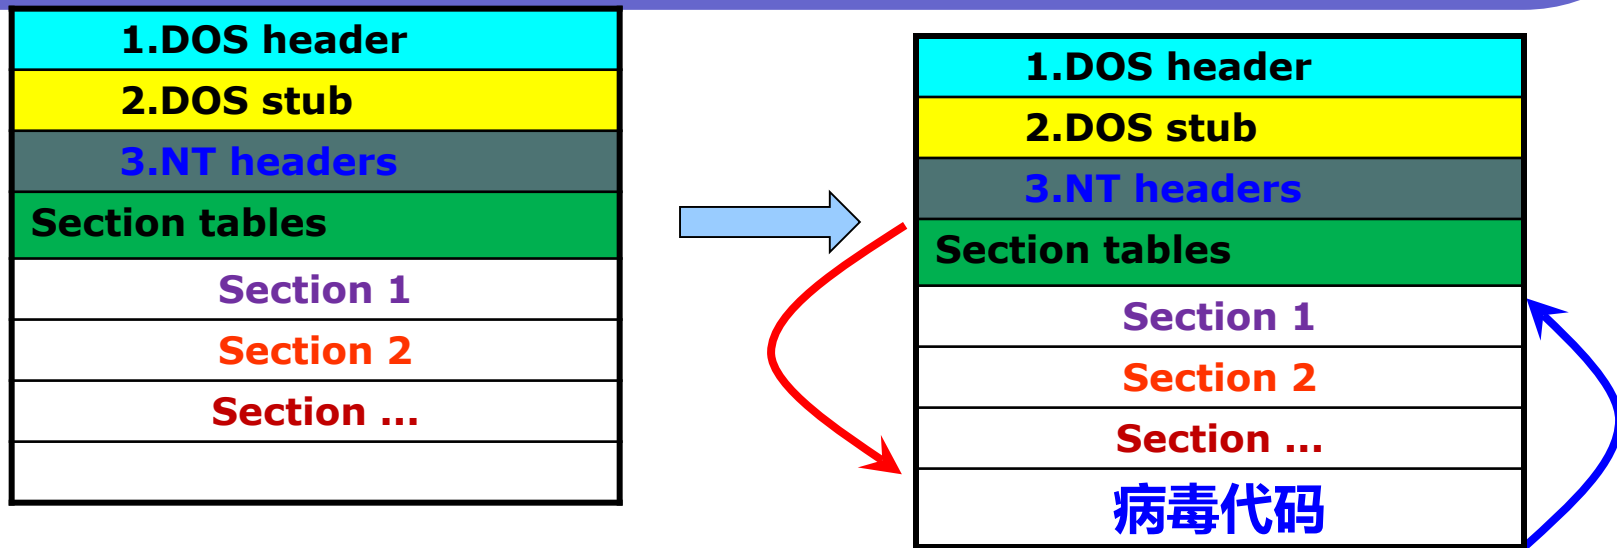 1.DOS header
2.DOS stub
3.NT headers
Section tables
Section 1
Section 2
Section ...
1.DOS header
2.DOS stub
3.NT headers
Section tables
Section 1
Section 2
Section ...
病毒代码